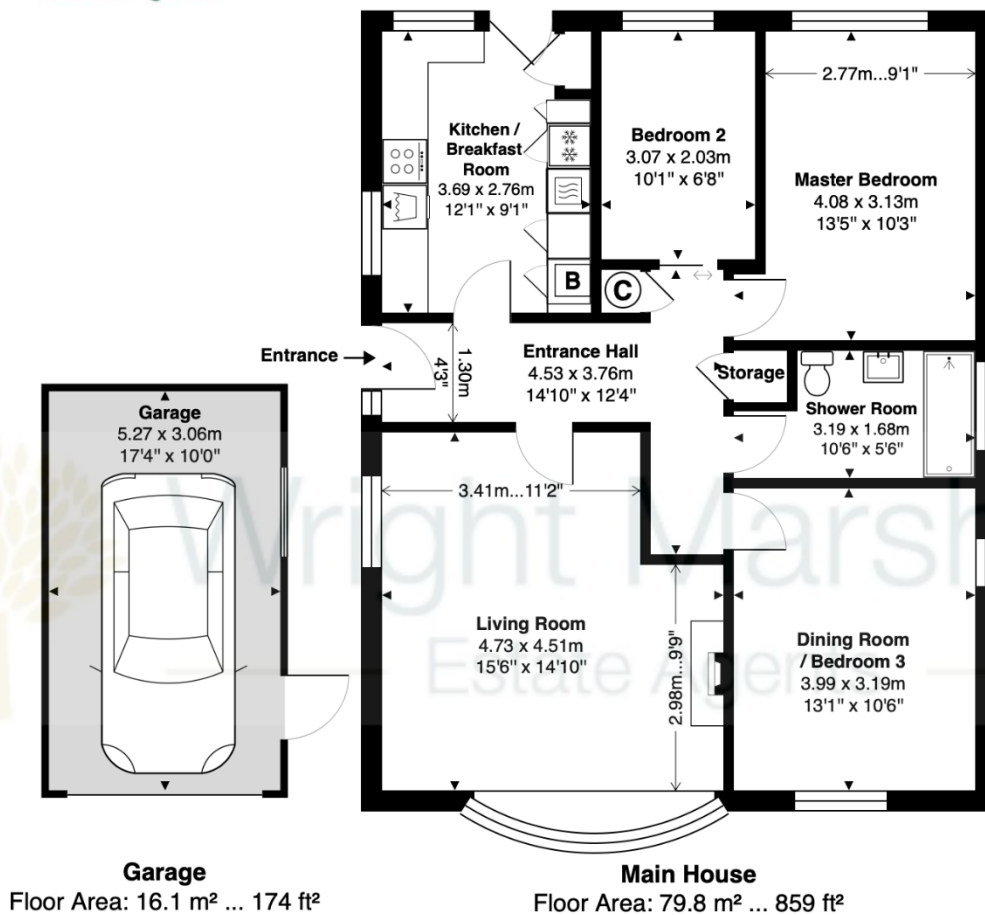 2.77m...9'1"
Kitchen /
Breakfast
Room
3.69 x 2.76m
12'1" x 9'1"
Bedroom 2
3.07 x 2.03m
10'1" x 6'8"
Master Bedroom
4.08 x 3.13m
13'5" x 10'3"
B
C
Entrance
1.30m
4'3"
Entrance Hall
4.53 x 3.76m
14'10" x 12'4"
Storage
Shower Room
3.19 x 1.68m
10'6" x 5'6"
Garage
5.27 x 3.06m
17'4" x 10'0"
3.41m...11'2"
Wright Marsh
Estate Agents
Living Room
4.73 x 4.51m
15'6" x 14'10"
2.98m...9'9"
Dining Room
/ Bedroom 3
3.99 x 3.19m
13'1" x 10'6"
Garage
Floor Area: 16.1 m² ... 174 ft²
Main House
Floor Area: 79.8 m² ... 859 ft²